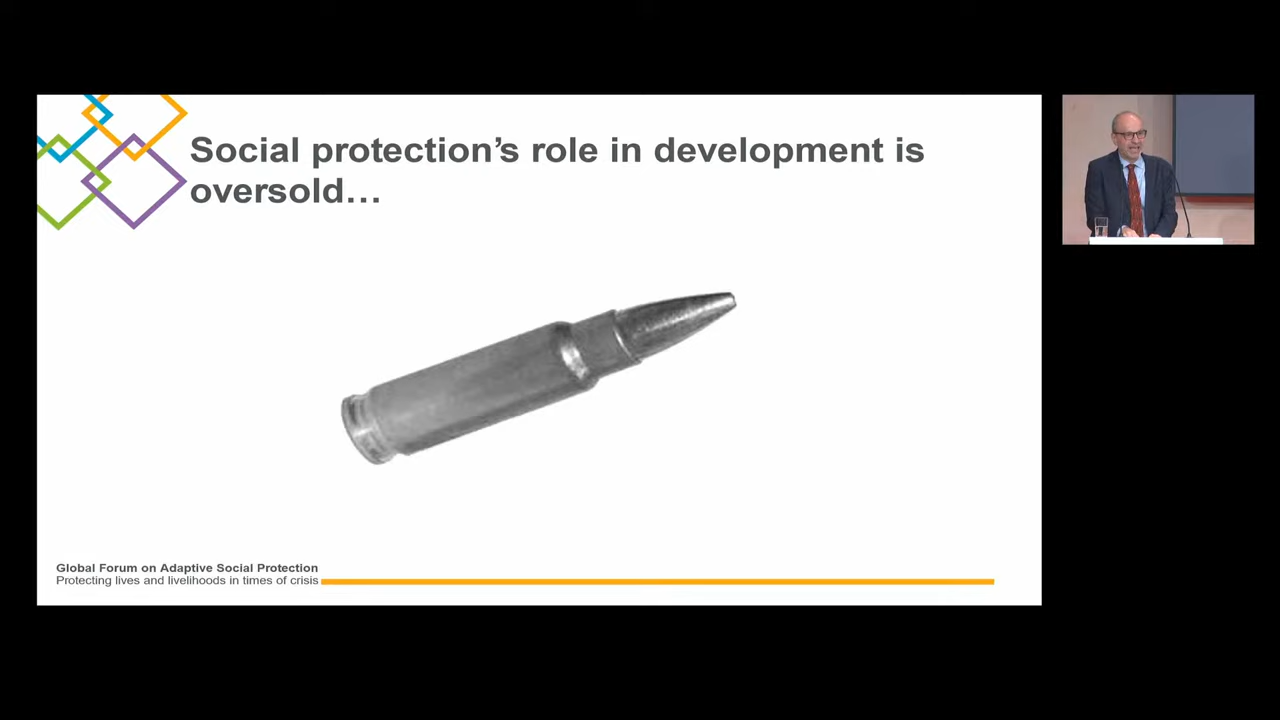 Social protection’s role in development is
oversold…
Global Forum on Adaptive Social Protection
Protecting lives and livelihoods in times of crisis